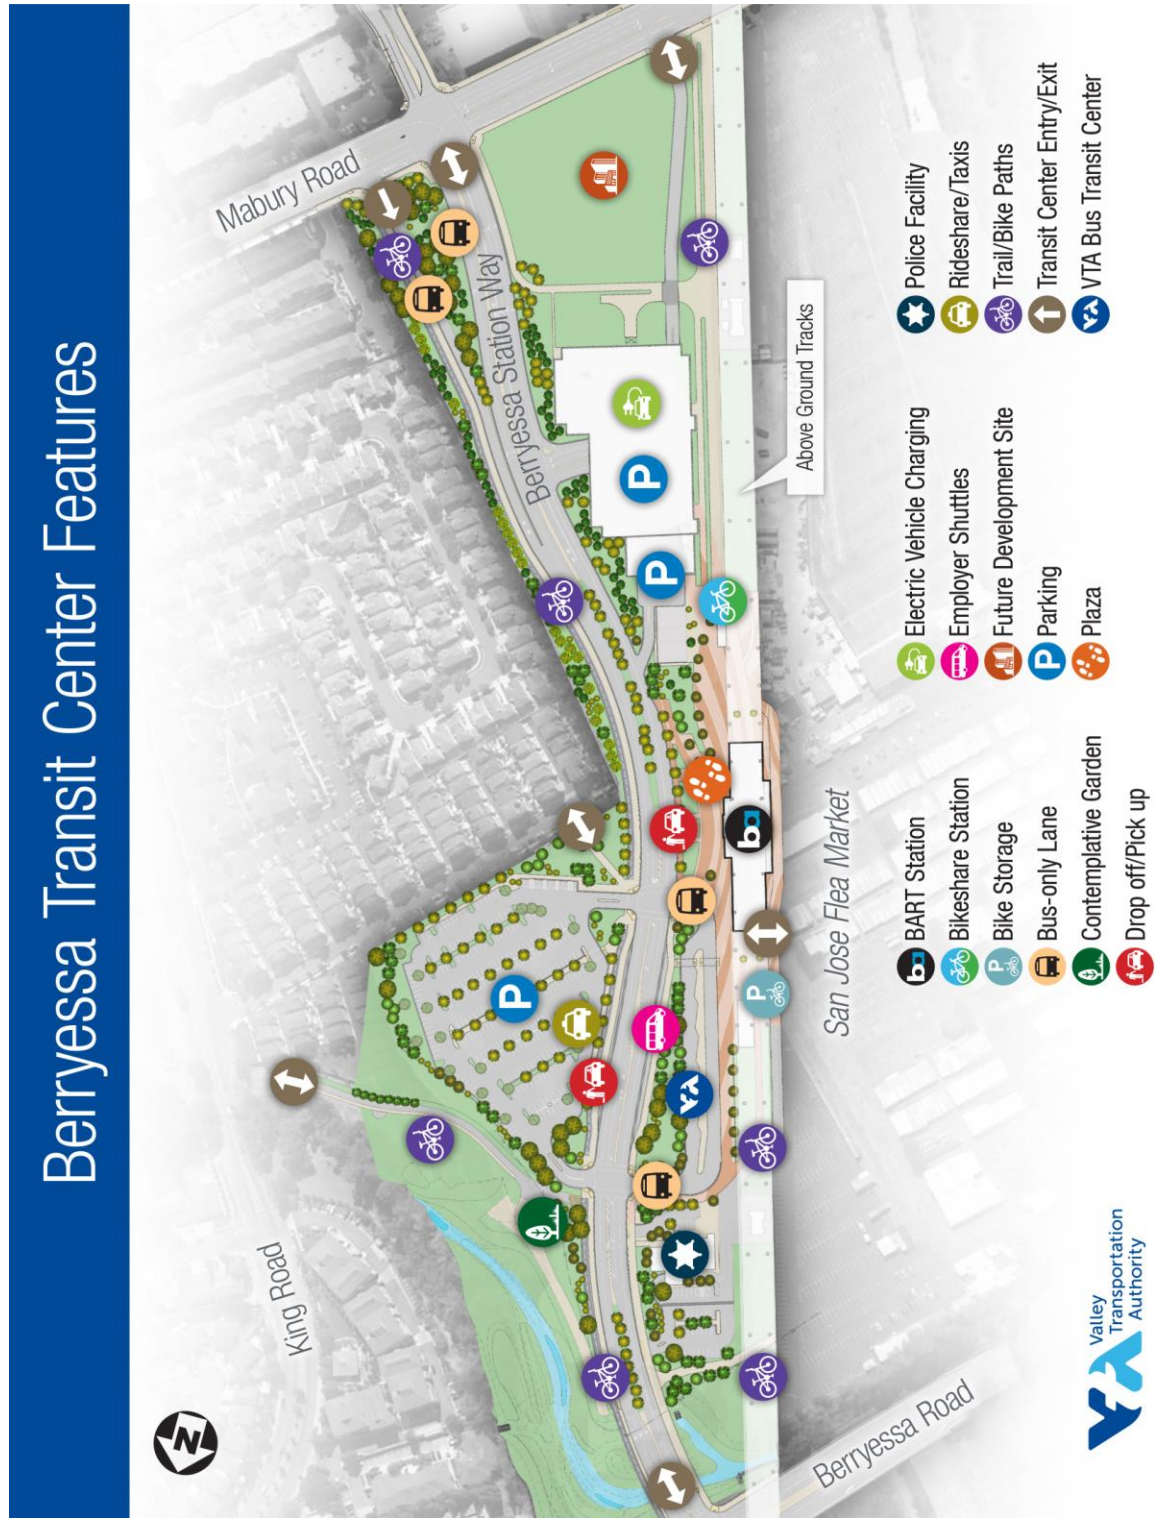 Berryessa Transit Center Features
N
King Road
Mabury Road
Berryessa Station Way
Above Ground Tracks
San Jose Flea Market
Berryessa Road
P
P
P
P
ba
BART Station
Bikeshare Station
Bike Storage
Bus-only Lane
Contemplative Garden
Drop off/Pick up
Electric Vehicle Charging
Employer Shuttles
Future Development Site
Parking
Plaza
Police Facility
Rideshare/Taxis
Trail/Bike Paths
Transit Center Entry/Exit
VTA Bus Transit Center
ba
P
P
Valley
Transportation
Authority